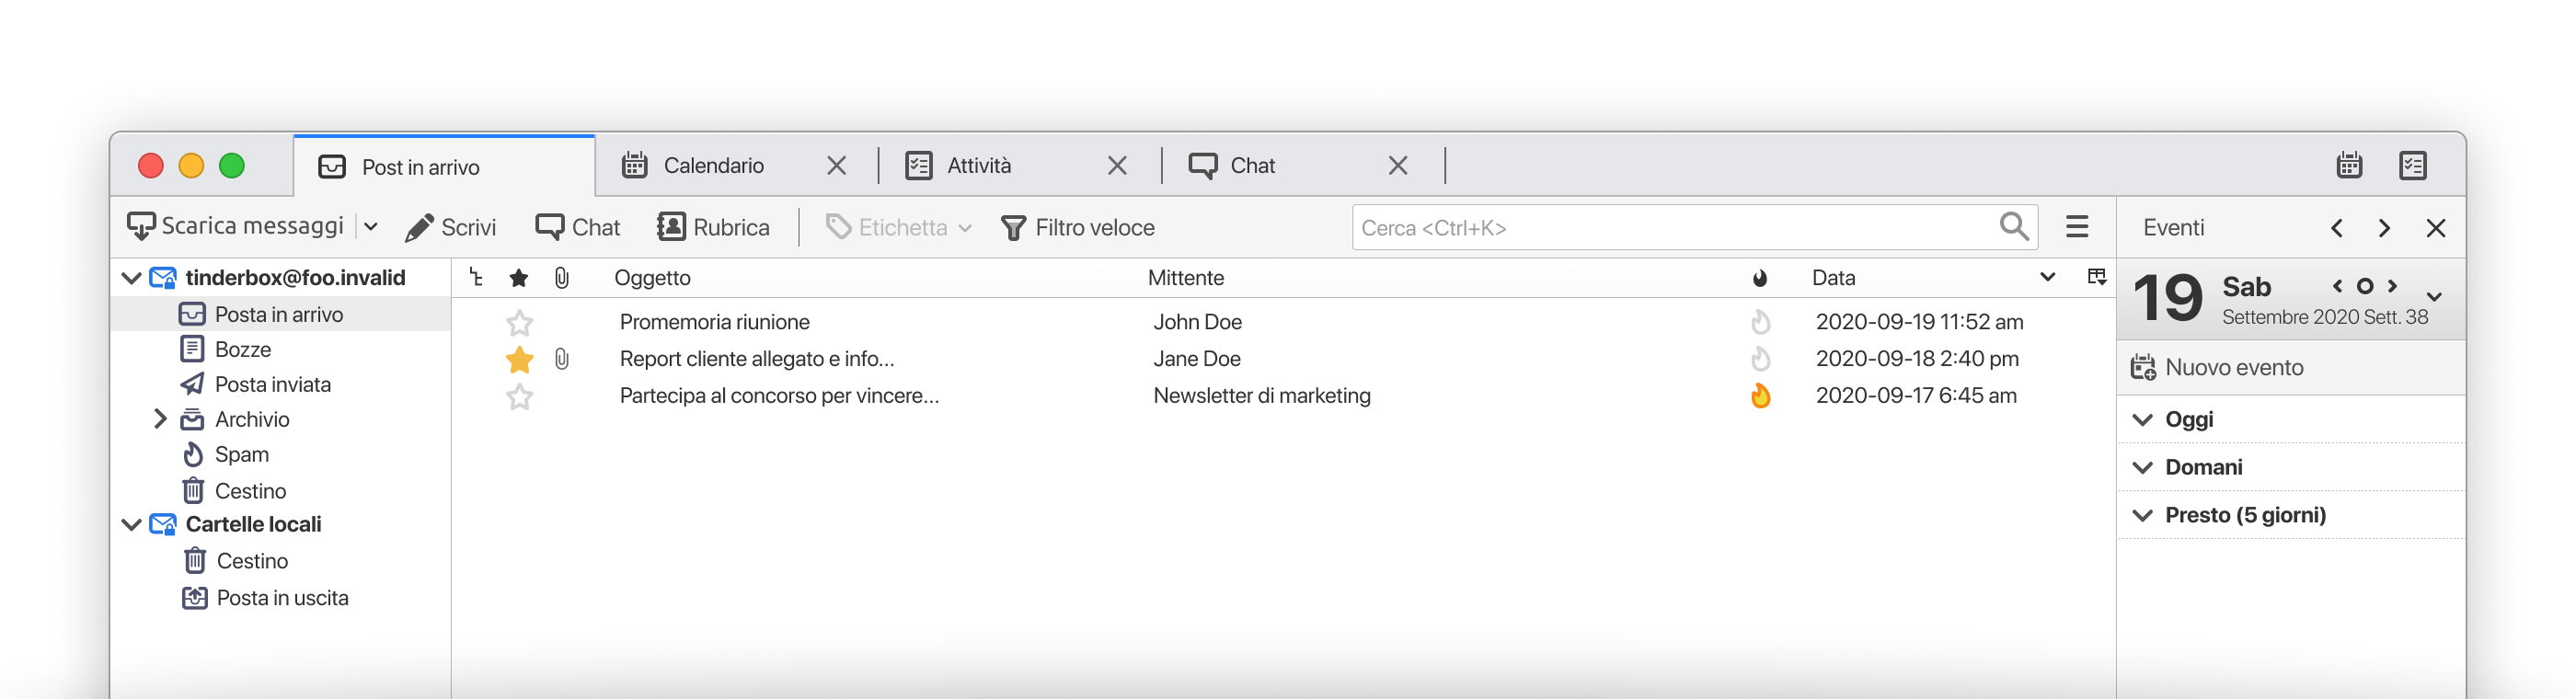 Post in arrivo Calendario Attività Chat
Scarica messaggi Scrivi Chat Rubrica Etichetta Filtro veloce Cerca <Ctrl+K> Eventi
tinderbox@foo.invalid
Posta in arrivo
Bozze
Posta inviata
Archivio
Spam
Cestino
Cartelle locali
Cestino
Posta in uscita
Oggetto Mittente Data
Promemoria riunione John Doe 2020-09-19 11:52 am
Report cliente allegato e info... Jane Doe 2020-09-18 2:40 pm
Partecipa al concorso per vincere... Newsletter di marketing 2020-09-17 6:45 am
19 Sab
Settembre 2020 Sett. 38
Nuovo evento
Oggi
Domani
Presto (5 giorni)